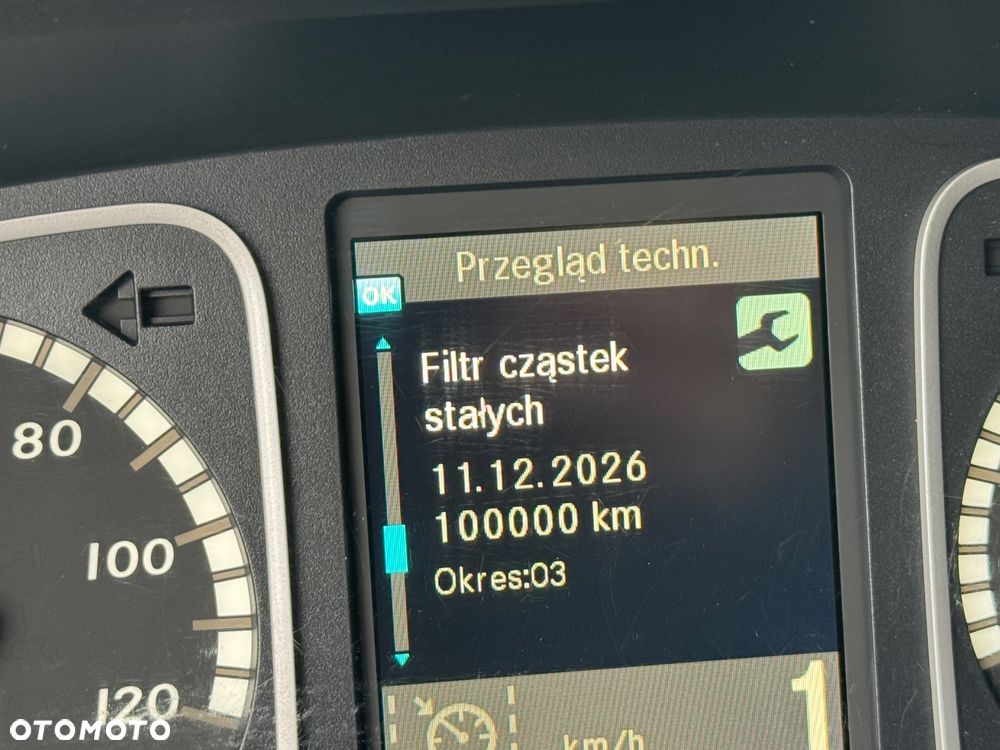 Przegląd techn.
OK
Filtr cząstek
stałych
11.12.2026
100000 km
Okres:03
80
100
120
1
km/h
OTOMOTO